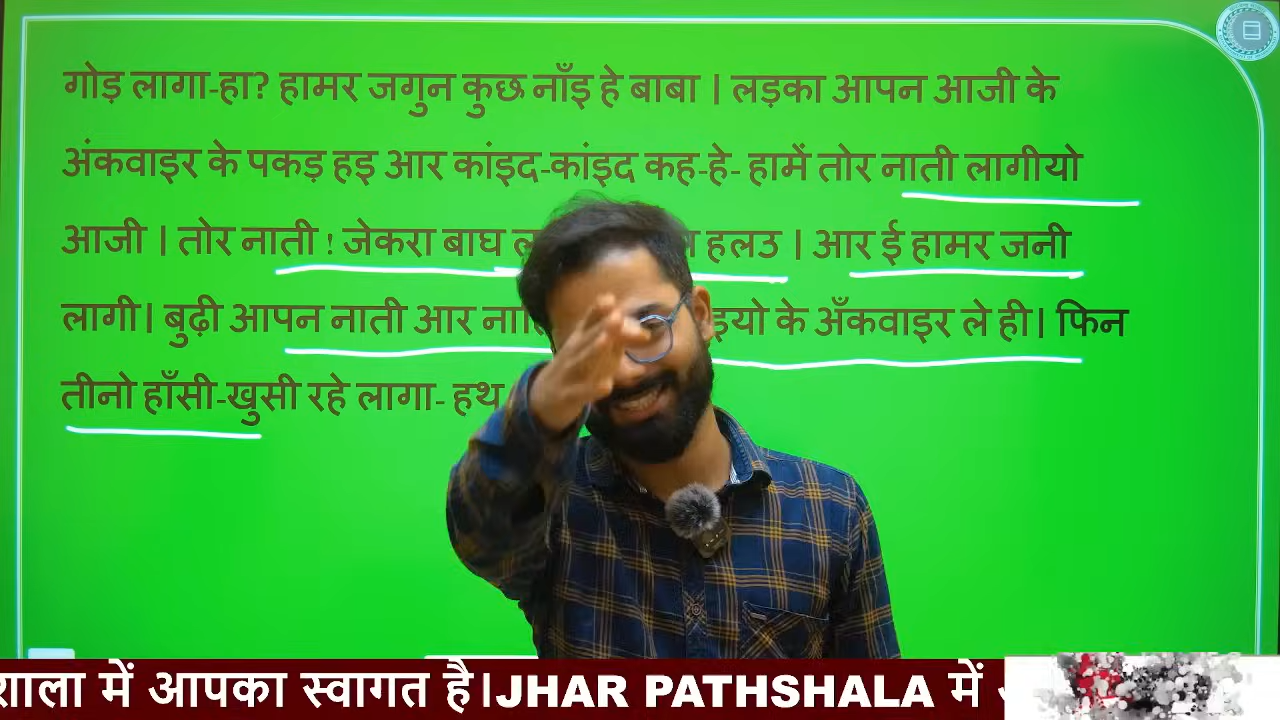 गोड़ लागा-हा? हामर जगुन कुछ नाँइ हे बाबा । लड़का आपन आजी के
अंकवाइर के पकड़ हइ आर कांइद-कांइद कह-हे- हामें तोर नाती लागीयो
आजी । तोर नाती ! जेकरा बाघ हलउ । आर ई हामर जनी
लागी। बुढ़ी आपन नाती आर के अँकवाइर ले ही। फिन
तीनो हाँसी-खुसी रहे लागा- हथ
में आपका स्वागत है।JHAR PATHSHALA में